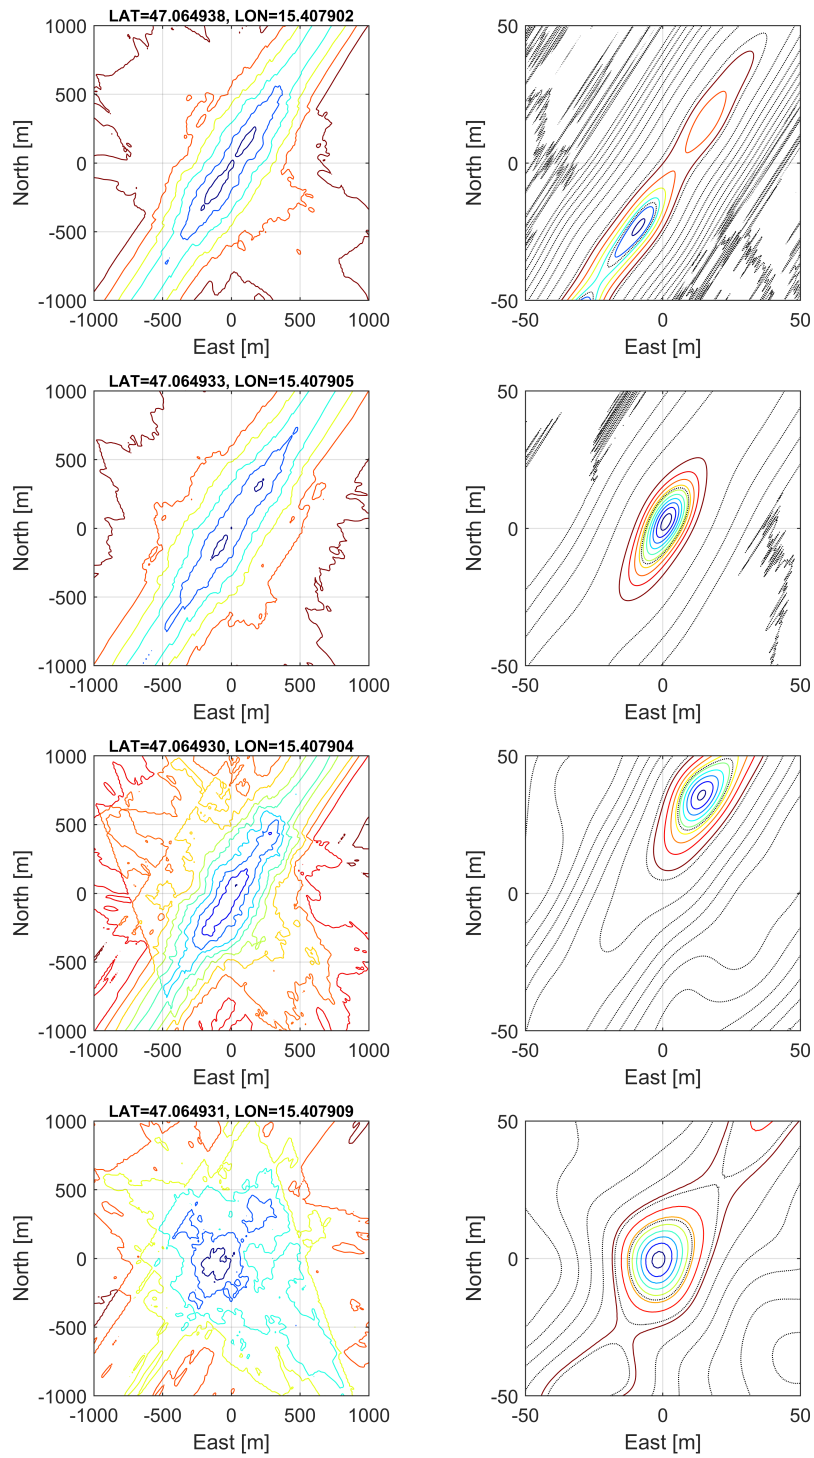 LAT=47.064938, LON=15.407902
1000
500
0
-500
-1000
-1000 -500 0 500 1000
North [m]
East [m]
50
0
-50
-50 0 50
North [m]
East [m]
LAT=47.064933, LON=15.407905
1000
500
0
-500
-1000
-1000 -500 0 500 1000
North [m]
East [m]
50
0
-50
-50 0 50
North [m]
East [m]
LAT=47.064930, LON=15.407904
1000
500
0
-500
-1000
-1000 -500 0 500 1000
North [m]
East [m]
50
0
-50
-50 0 50
North [m]
East [m]
LAT=47.064931, LON=15.407909
1000
500
0
-500
-1000
-1000 -500 0 500 1000
North [m]
East [m]
50
0
-50
-50 0 50
North [m]
East [m]